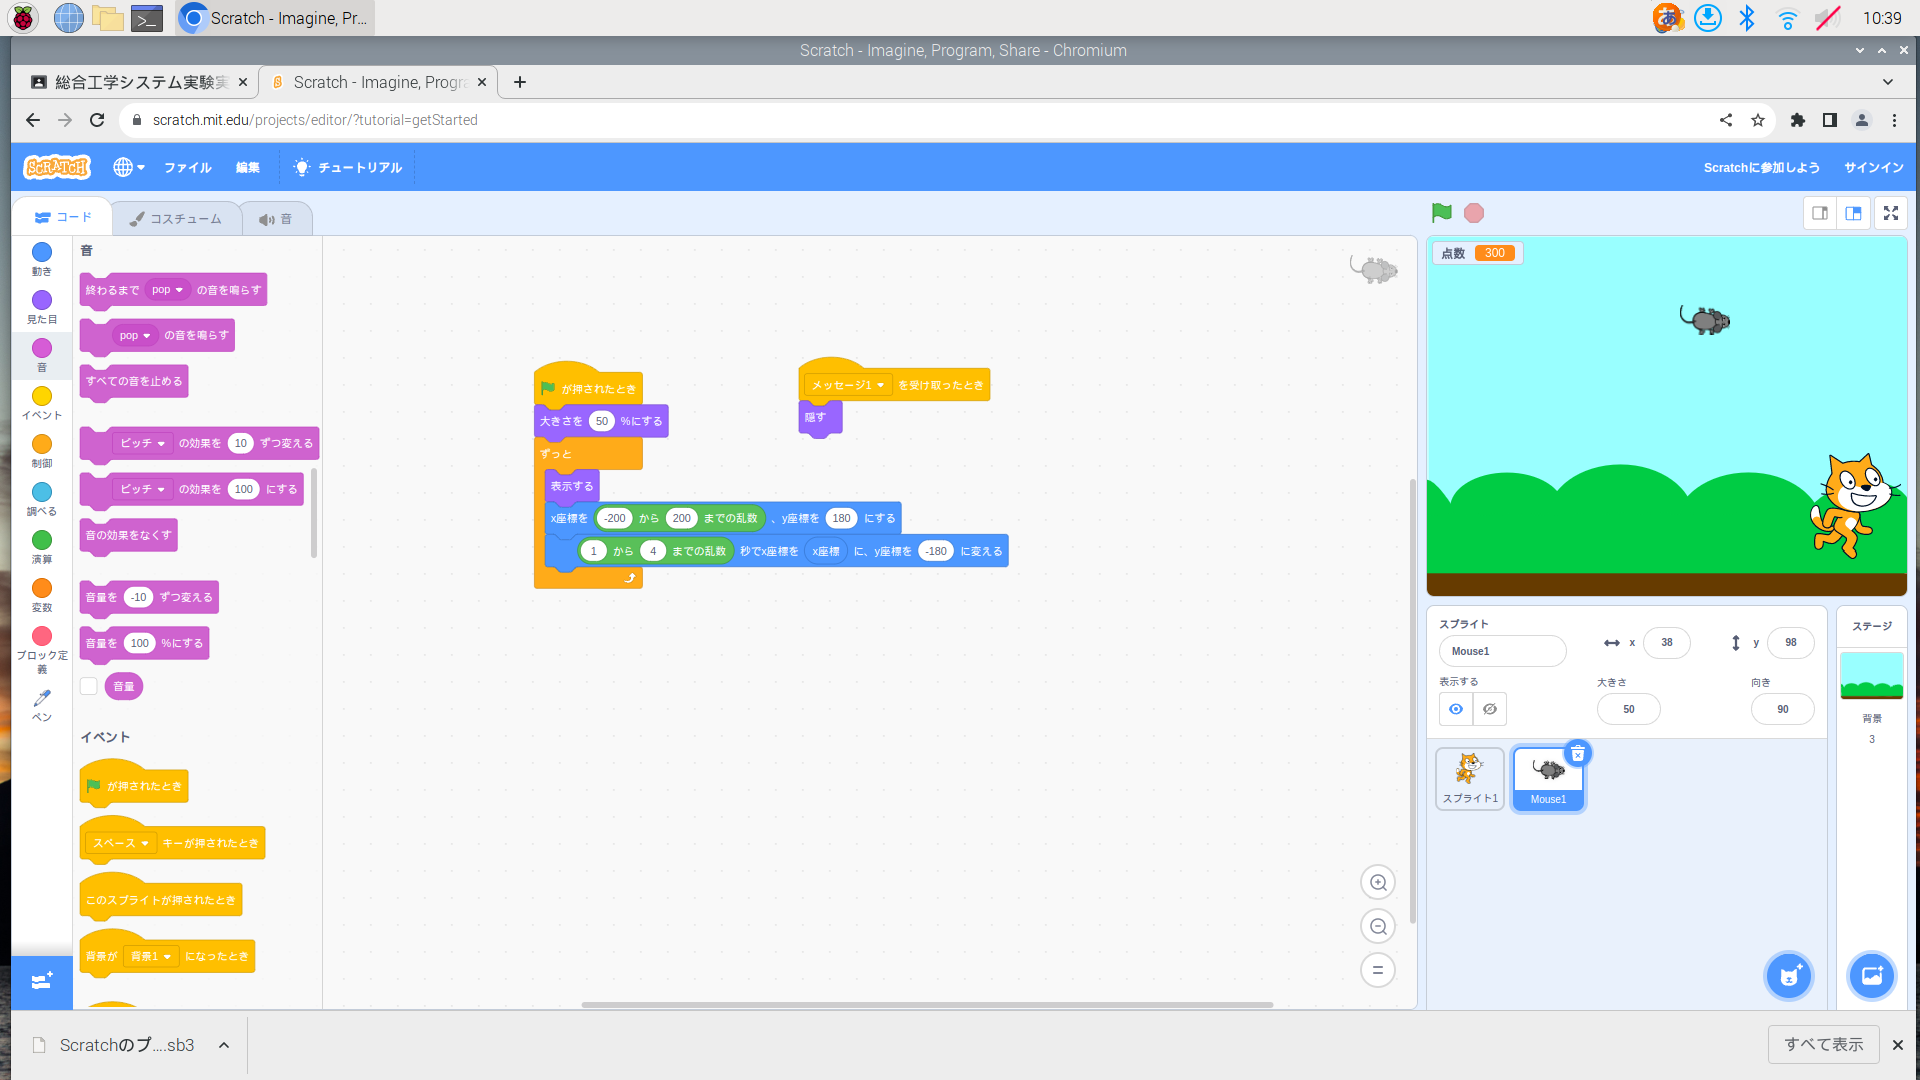 Scratch - Imagine, Pr...
あ
10:39
Scratch - Imagine, Program, Share - Chromium
総合工学システム実験実
Scratch - Imagine, Progra
scratch.mit.edu/projects/editor/?tutorial=getStarted
SCRATCH
ファイル
編集
チュートリアル
Scratchに参加しよう
サインイン
コード
コスチューム
音
動き
見た目
音
イベント
制御
調べる
演算
変数
ブロック定
義
ペン
音
終わるまで pop の音を鳴らす
pop の音を鳴らす
すべての音を止める
ピッチ の効果を 10 ずつ変える
ピッチ の効果を 100 にする
音の効果をなくす
音量を -10 ずつ変える
音量を 100 %にする
音量
イベント
が押されたとき
スペース キーが押されたとき
このスプライトが押されたとき
背景が 背景1 になったとき
が押されたとき
大きさを 50 %にする
ずっと
表示する
x座標を -200 から 200 までの乱数 、y座標を 180 にする
1 から 4 までの乱数 秒でx座標を x座標 に、y座標を -180 に変える
メッセージ1 を受け取ったとき
隠す
点数 300
スプライト
Mouse1
x 38
y 98
表示する
大きさ
50
向き
90
スプライト1
Mouse1
ステージ
背景
3
Scratchのプ....sb3
すべて表示